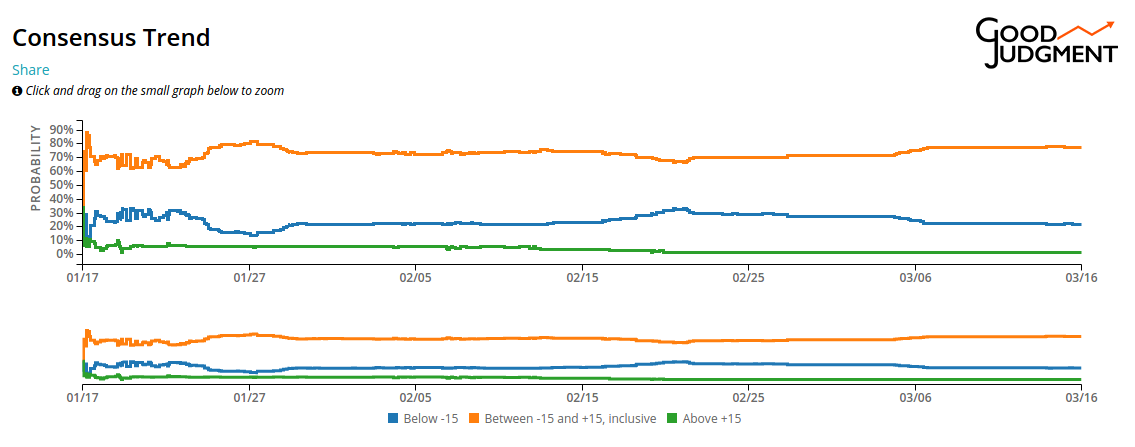 Consensus Trend
GOOD JUDGMENT
Share
Click and drag on the small graph below to zoom
PROBABILITY
90%
80%
70%
60%
50%
40%
30%
20%
10%
0%
01/17 01/27 02/05 02/15 02/25 03/06 03/16
01/17 01/27 02/05 02/15 02/25 03/06 03/16
Below -15 Between -15 and +15, inclusive Above +15